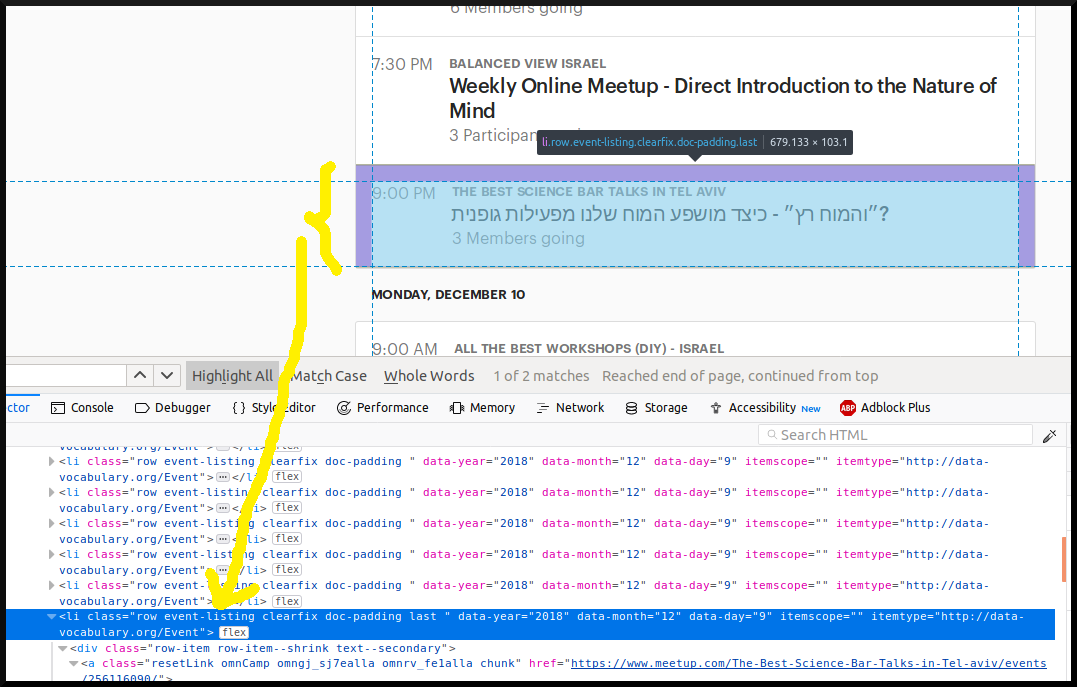 6 Members going
7:30 PM
BALANCED VIEW ISRAEL
Weekly Online Meetup - Direct Introduction to the Nature of
Mind
3 Participan
li.row.event-listing.clearfix.doc-padding.last
679.133 × 103.1
9:00 PM
THE BEST SCIENCE BAR TALKS IN TEL AVIV
"והמוח רץ" - כיצד מושפע המוח שלנו מפעילות גופנית?
3 Members going
MONDAY, DECEMBER 10
9:00 AM
ALL THE BEST WORKSHOPS (DIY) - ISRAEL
Highlight All Match Case Whole Words 1 of 2 matches Reached end of page, continued from top
ctor Console Debugger {} Style Editor Performance Memory Network Storage Accessibility New ABP Adblock Plus
Search HTML
vocabulary.org/Event"> </li> flex
<li class="row event-listing clearfix doc-padding " data-year="2018" data-month="12" data-day="9" itemscope="" itemtype="http://data-
vocabulary.org/Event"> </li> flex
<li class="row event-listing clearfix doc-padding " data-year="2018" data-month="12" data-day="9" itemscope="" itemtype="http://data-
vocabulary.org/Event"> </li> flex
<li class="row event-listing clearfix doc-padding " data-year="2018" data-month="12" data-day="9" itemscope="" itemtype="http://data-
vocabulary.org/Event"> </li> flex
<li class="row event-listing clearfix doc-padding " data-year="2018" data-month="12" data-day="9" itemscope="" itemtype="http://data-
vocabulary.org/Event"> </li> flex
<li class="row event-listing clearfix doc-padding " data-year="2018" data-month="12" data-day="9" itemscope="" itemtype="http://data-
vocabulary.org/Event"> </li> flex
<li class="row event-listing clearfix doc-padding last " data-year="2018" data-month="12" data-day="9" itemscope="" itemtype="http://data-
vocabulary.org/Event"> flex
<div class="row-item row-item--shrink text--secondary">
<a class="resetLink omnCamp omngj_sj7ealla omnrv_fe1alla chunk" href="https://www.meetup.com/The-Best-Science-Bar-Talks-in-Tel-aviv/events
/256116090/">